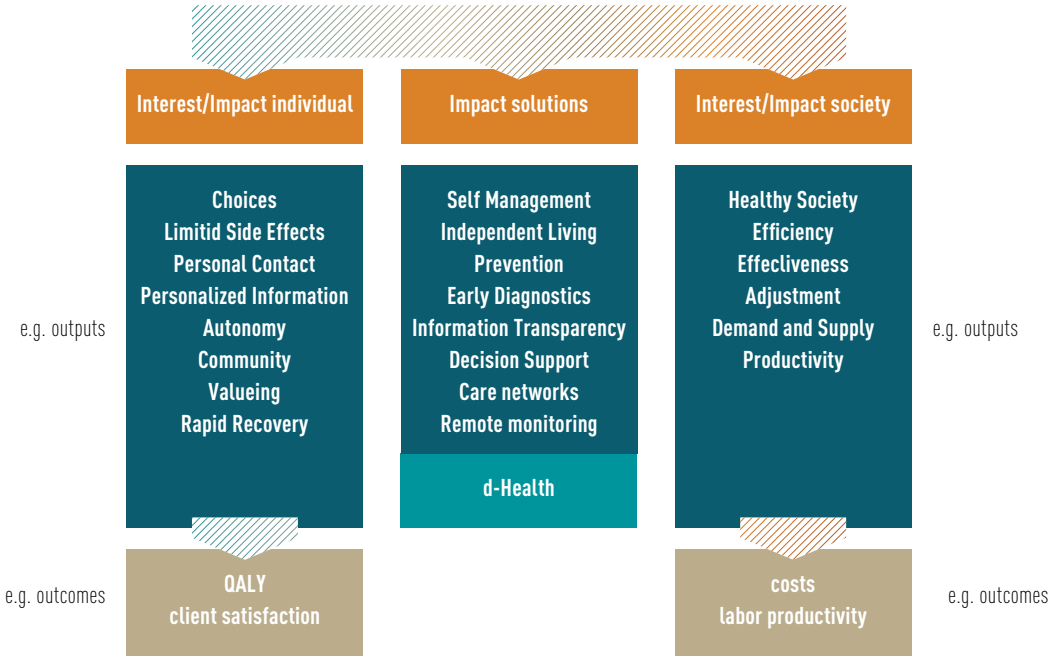 Interest/Impact individual
Impact solutions
Interest/Impact society
e.g. outputs
Choices
Limitid Side Effects
Personal Contact
Personalized Information
Autonomy
Community
Valueing
Rapid Recovery
Self Management
Independent Living
Prevention
Early Diagnostics
Information Transparency
Decision Support
Care networks
Remote monitoring
d-Health
Healthy Society
Efficiency
Effecliveness
Adjustment
Demand and Supply
Productivity
e.g. outputs
e.g. outcomes
QALY
client satisfaction
costs
labor productivity
e.g. outcomes